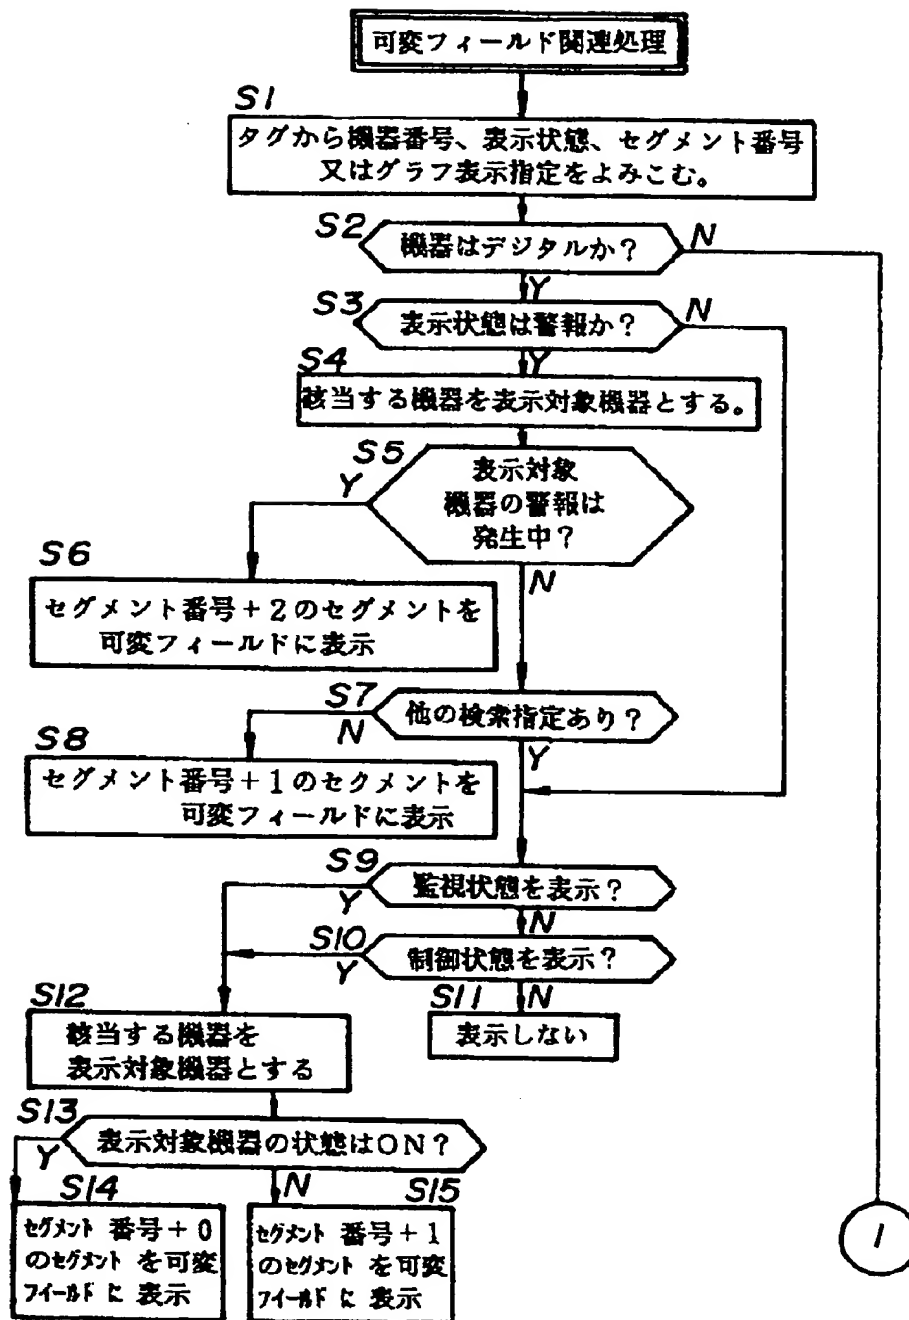 可変フィールド関連処理
S1
タグから機器番号、表示状態、セグメント番号
又はグラフ表示指定をよみこむ。
S2
機器はデジタルか？
N
Y
S3
表示状態は警報か？
N
Y
S4
該当する機器を表示対象機器とする。
S5
表示対象
機器の警報は
発生中？
Y
N
S6
セグメント番号＋２のセグメントを
可変フィールドに表示
S7
他の検索指定あり？
N
Y
S8
セグメント番号＋１のセクメントを
可変フィールドに表示
S9
監視状態を表示？
Y
N
S10
制御状態を表示？
Y
N
S11
表示しない
S12
該当する機器を
表示対象機器とする
S13
表示対象機器の状態はＯＮ？
Y
N
S14
セグメント 番号＋０
のセグメント を可変
フイールド に 表示
S15
セグメント 番号＋１
のセグメント を可変
フイールド に 表示
1